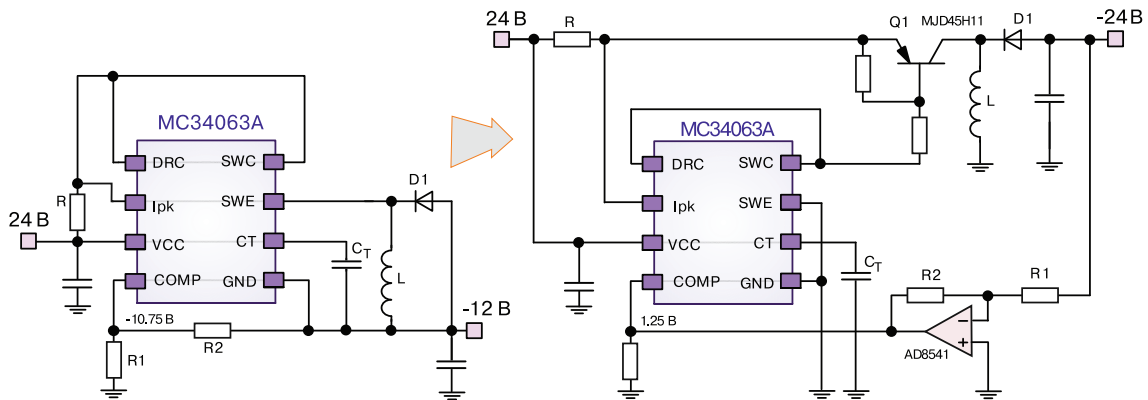 MC34063A
DRC
SWC
R
Ipk
SWE
D1
24 В
VCC
CT
CT
COMP
GND
L
-10.75 В
-12 В
R2
R1
24 В
R
Q1
MJD45H11
D1
-24 В
L
MC34063A
DRC
SWC
Ipk
SWE
VCC
CT
CT
COMP
GND
R2
R1
1.25 В
AD8541